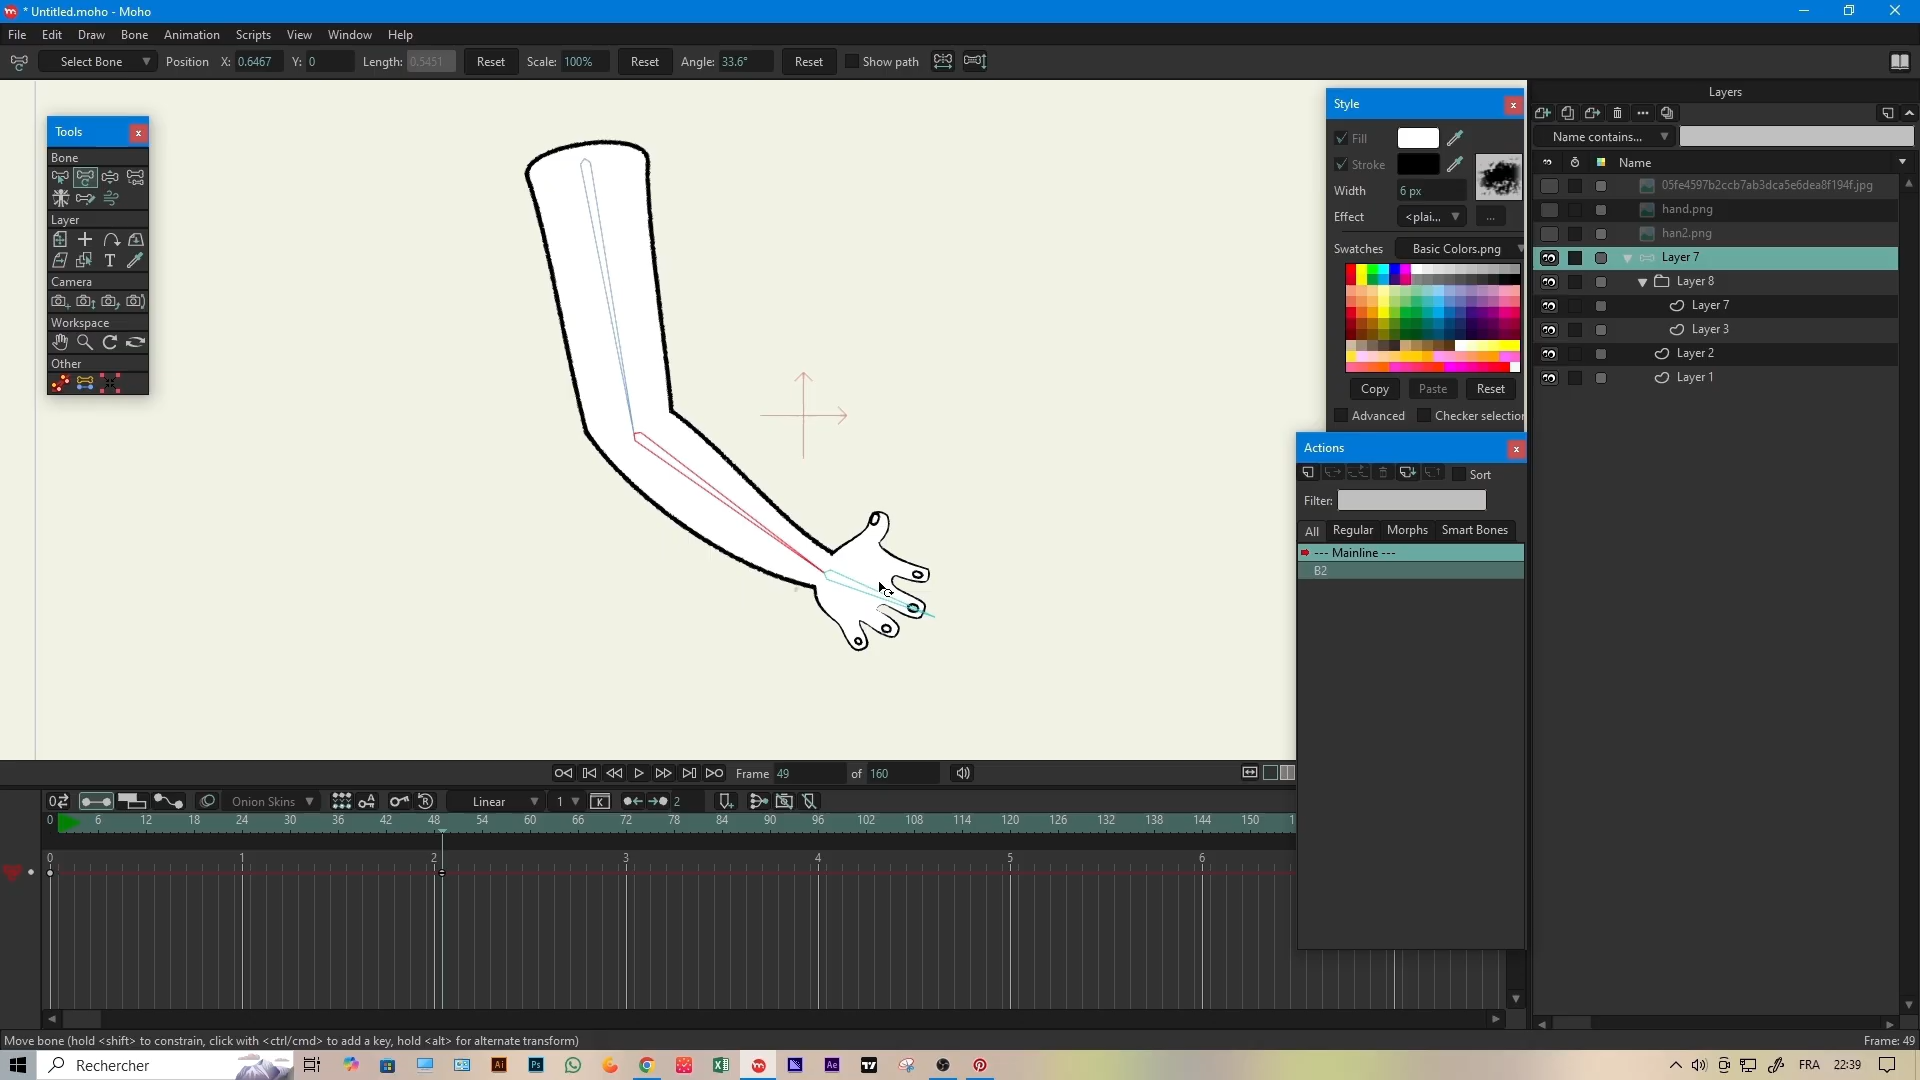 * Untitled.moho - Moho
File Edit Draw Bone Animation Scripts View Window Help
Select Bone Position X: 0.6467 Y: 0 Length: 0.5451 Reset Scale: 100% Reset Angle: 33.6° Reset Show path
Tools
Bone
Layer
Camera
Workspace
Other
Style
Fill
Stroke
Width 6 px
Effect <plai... ...
Swatches Basic Colors.png
Copy Paste Reset
Advanced Checker selection
Actions
Sort
Filter:
All Regular Morphs Smart Bones
--- Mainline ---
B2
Layers
Name contains...
Name
05fe4597b2ccb7ab3dca5e6dea8f194f.jpg
hand.png
han2.png
Layer 7
Layer 8
Layer 7
Layer 3
Layer 2
Layer 1
Frame 49 of 160
Onion Skins Linear 1 K 2
0 6 12 18 24 30 36 42 48 54 60 66 72 78 84 90 96 102 108 114 120 126 132 138 144 150 1
0 1 2 3 4 5 6
Move bone (hold <shift> to constrain, click with <ctrl/cmd> to add a key, hold <alt> for alternate transform)
Frame: 49
Rechercher
Ai Ps Ae
FRA 22:39